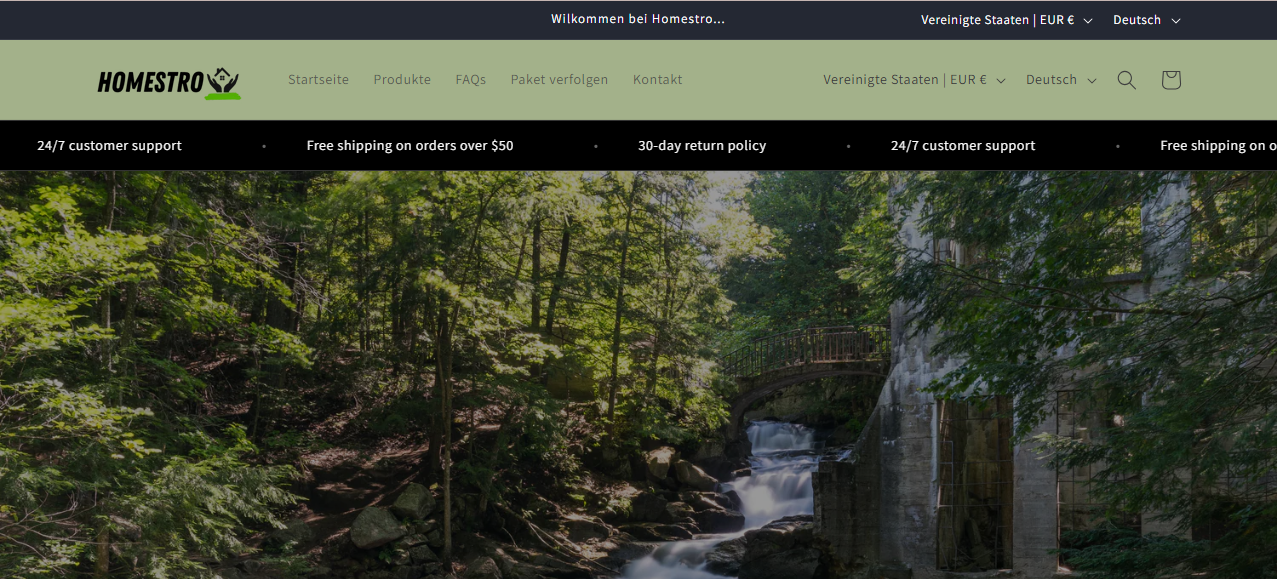 Wilkommen bei Homestro...
Vereinigte Staaten | EUR €
Deutsch
HOMESTRO
Startseite
Produkte
FAQs
Paket verfolgen
Kontakt
Vereinigte Staaten | EUR €
Deutsch
24/7 customer support • Free shipping on orders over $50 • 30-day return policy • 24/7 customer support • Free shipping on o